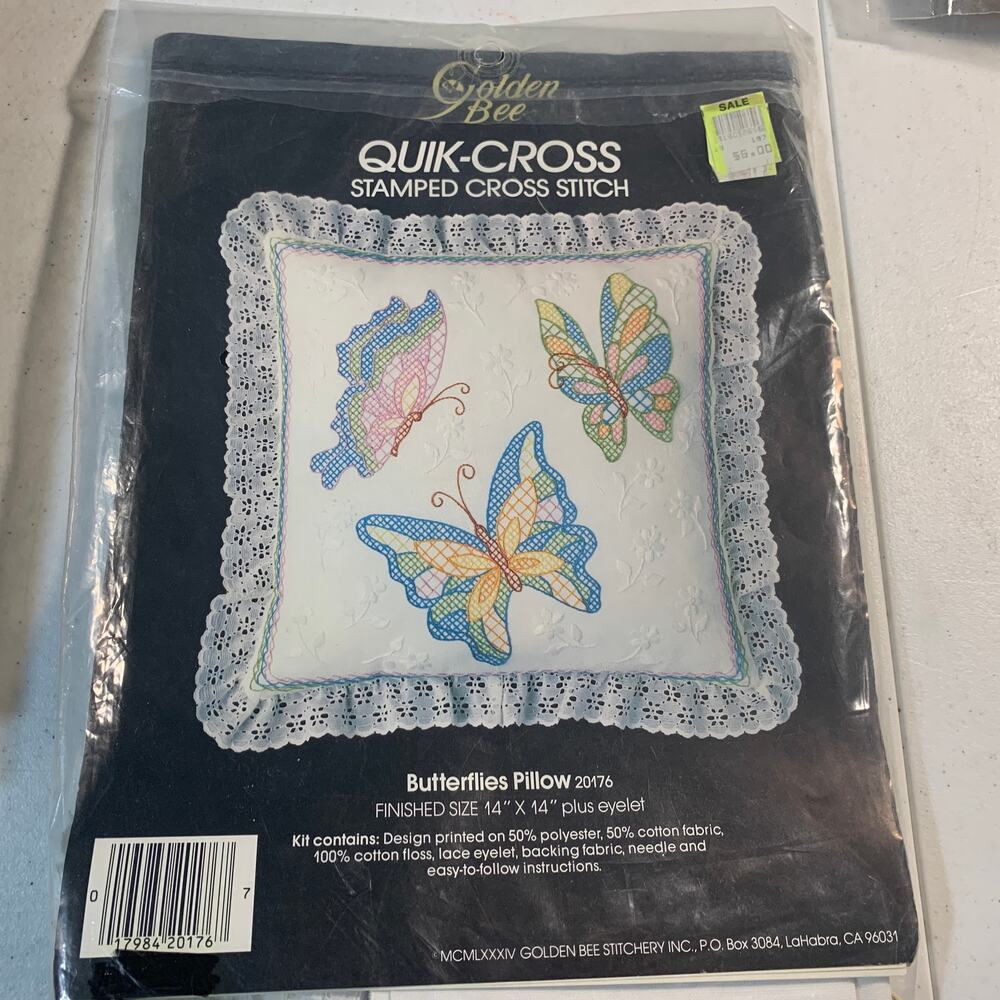 Golden
Bee
SALE
QUIK-CROSS
STAMPED CROSS STITCH
Butterflies Pillow 20176
FINISHED SIZE 14" X 14" plus eyelet
Kit contains: Design printed on 50% polyester, 50% cotton fabric,
100% cotton floss, lace eyelet, backing fabric, needle and
easy-to-follow instructions.
0 17984 20176 7
© MCMLXXXIV GOLDEN BEE STITCHERY INC., P.O. Box 3084, LaHabra, CA 96031